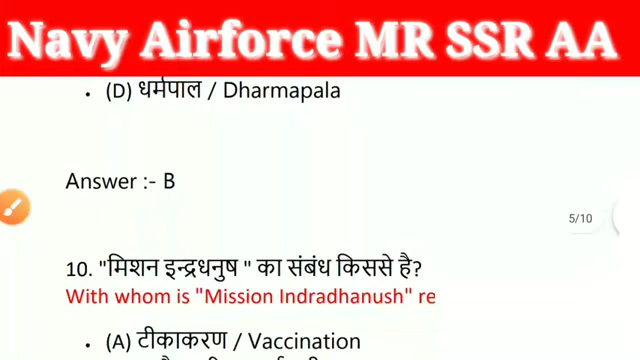 Navy Airforce MR SSR AA
(D) धर्मपाल / Dharmapala
Answer :- B
5/10
10. "मिशन इन्द्रधनुष " का संबंध किससे है?
With whom is "Mission Indradhanush" re
(A) टीकाकरण / Vaccination